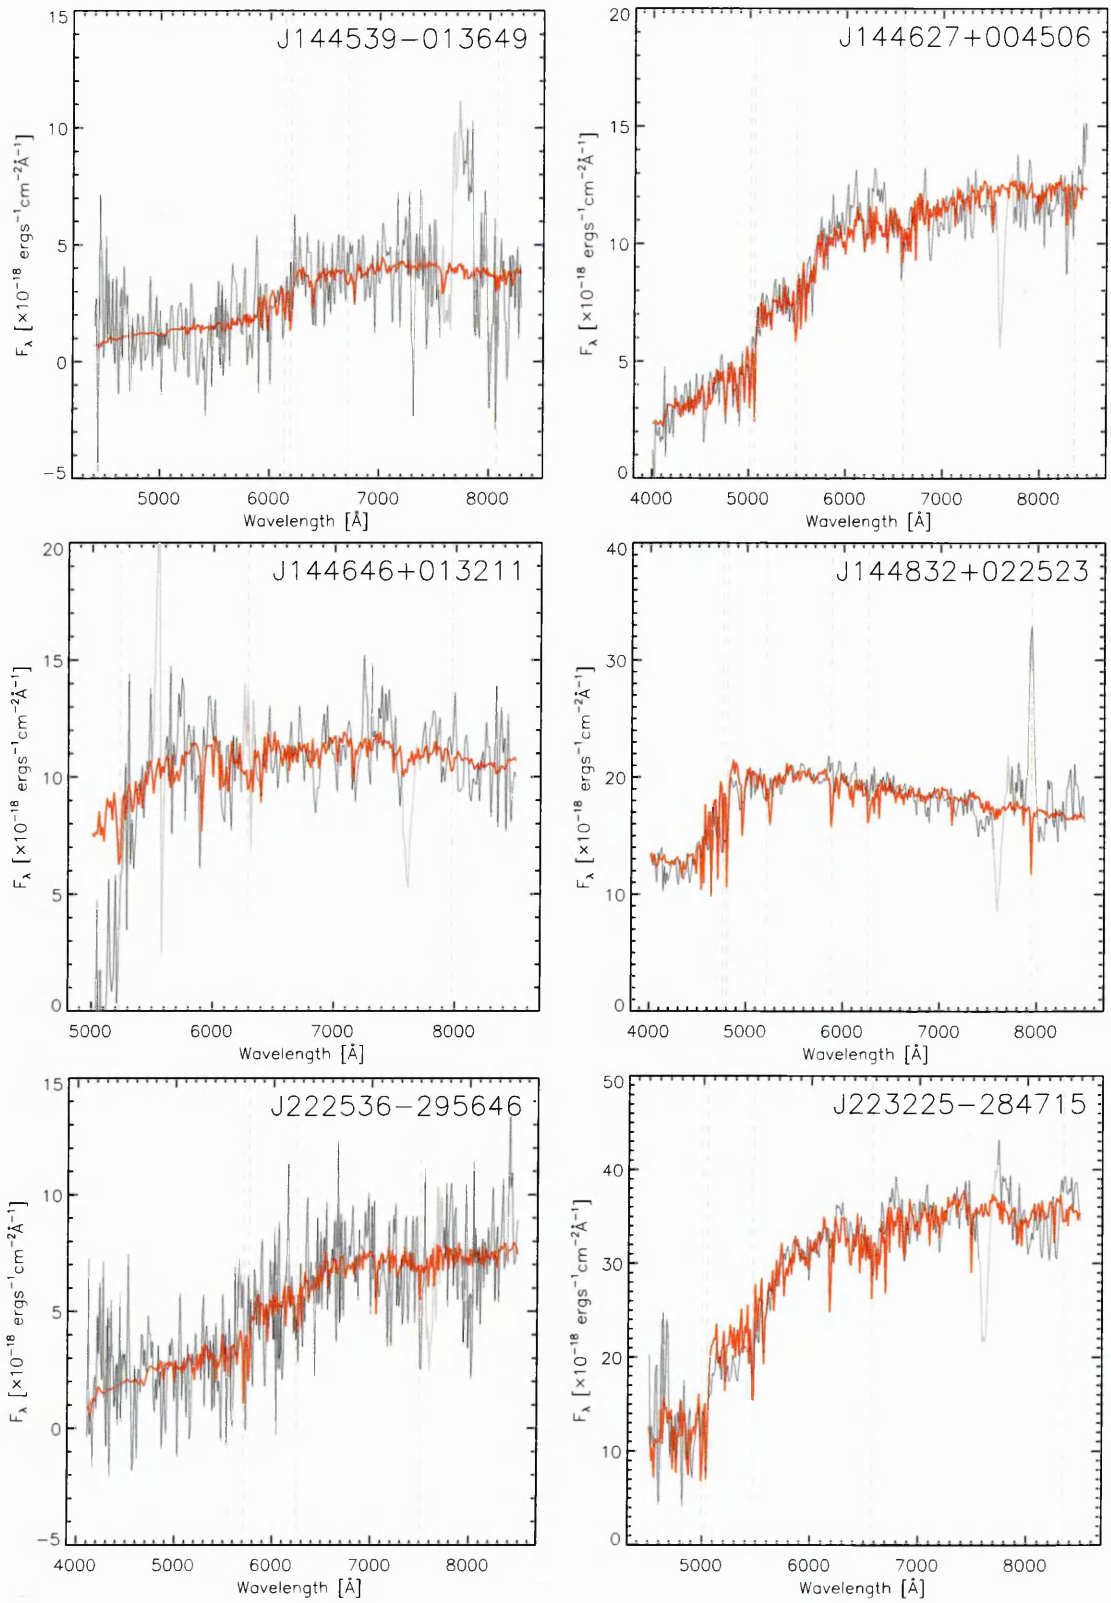 J144539−013649
15
10
5
0
−5
F_λ [×10⁻¹⁸ ergs⁻¹cm⁻²Å⁻¹]
5000 6000 7000 8000
Wavelength [Å]
J144627+004506
20
15
10
5
0
F_λ [×10⁻¹⁸ ergs⁻¹cm⁻²Å⁻¹]
4000 5000 6000 7000 8000
Wavelength [Å]
J144646+013211
20
15
10
5
0
F_λ [×10⁻¹⁸ ergs⁻¹cm⁻²Å⁻¹]
5000 6000 7000 8000
Wavelength [Å]
J144832+022523
40
30
20
10
0
F_λ [×10⁻¹⁸ ergs⁻¹cm⁻²Å⁻¹]
4000 5000 6000 7000 8000
Wavelength [Å]
J222536−295646
15
10
5
0
−5
F_λ [×10⁻¹⁸ ergs⁻¹cm⁻²Å⁻¹]
4000 5000 6000 7000 8000
Wavelength [Å]
J223225−284715
50
40
30
20
10
0
F_λ [×10⁻¹⁸ ergs⁻¹cm⁻²Å⁻¹]
5000 6000 7000 8000
Wavelength [Å]